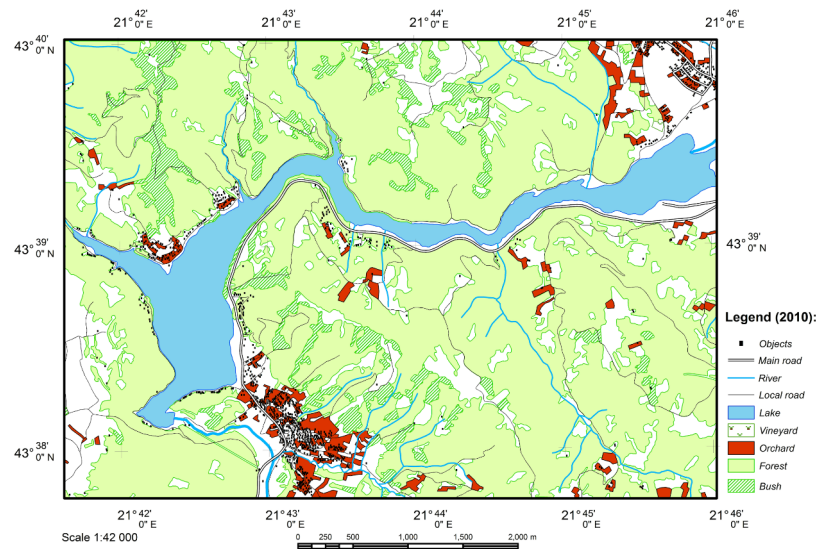 21° 42' 21° 43' 21° 44' 21° 45' 21° 46'
0" E 0" E 0" E 0" E 0" E
43° 40'
0" N
43° 39' 43° 39'
0" N 0" N
Legend (2010):
Objects
Main road
River
Local road
Lake
Vineyard
Orchard
Forest
Bush
43° 38'
0" N
21° 42' 21° 43' 21° 44' 21° 45' 21° 46'
0" E 0" E 0" E 0" E 0" E
Scale 1:42 000
0 250 500 1,000 1,500 2,000 m